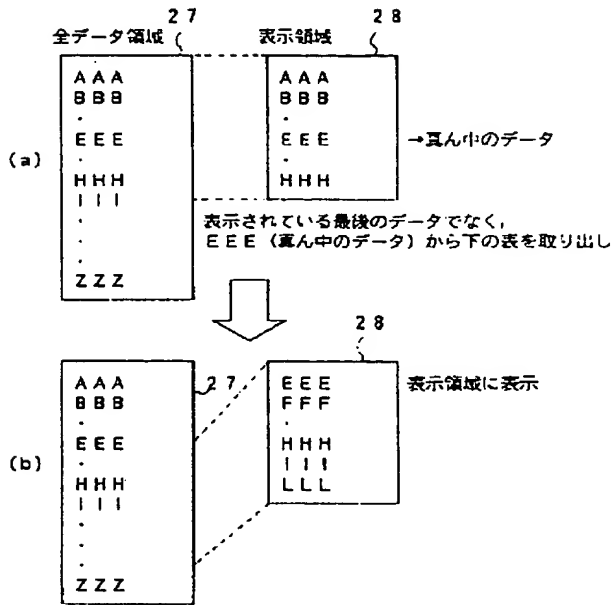 27
28
全データ領域
表示領域
(a)
AAA
BBB
・
EEE
・
HHH
III
・
・
・
ZZZ
AAA
BBB
・
EEE
・
HHH
→真ん中のデータ
表示されている最後のデータでなく,
EEE(真ん中のデータ)から下の表を取り出し
28
(b)
AAA
BBB
・
EEE
・
HHH
III
・
・
・
ZZZ
27
EEE
FFF
・
HHH
III
LLL
表示領域に表示